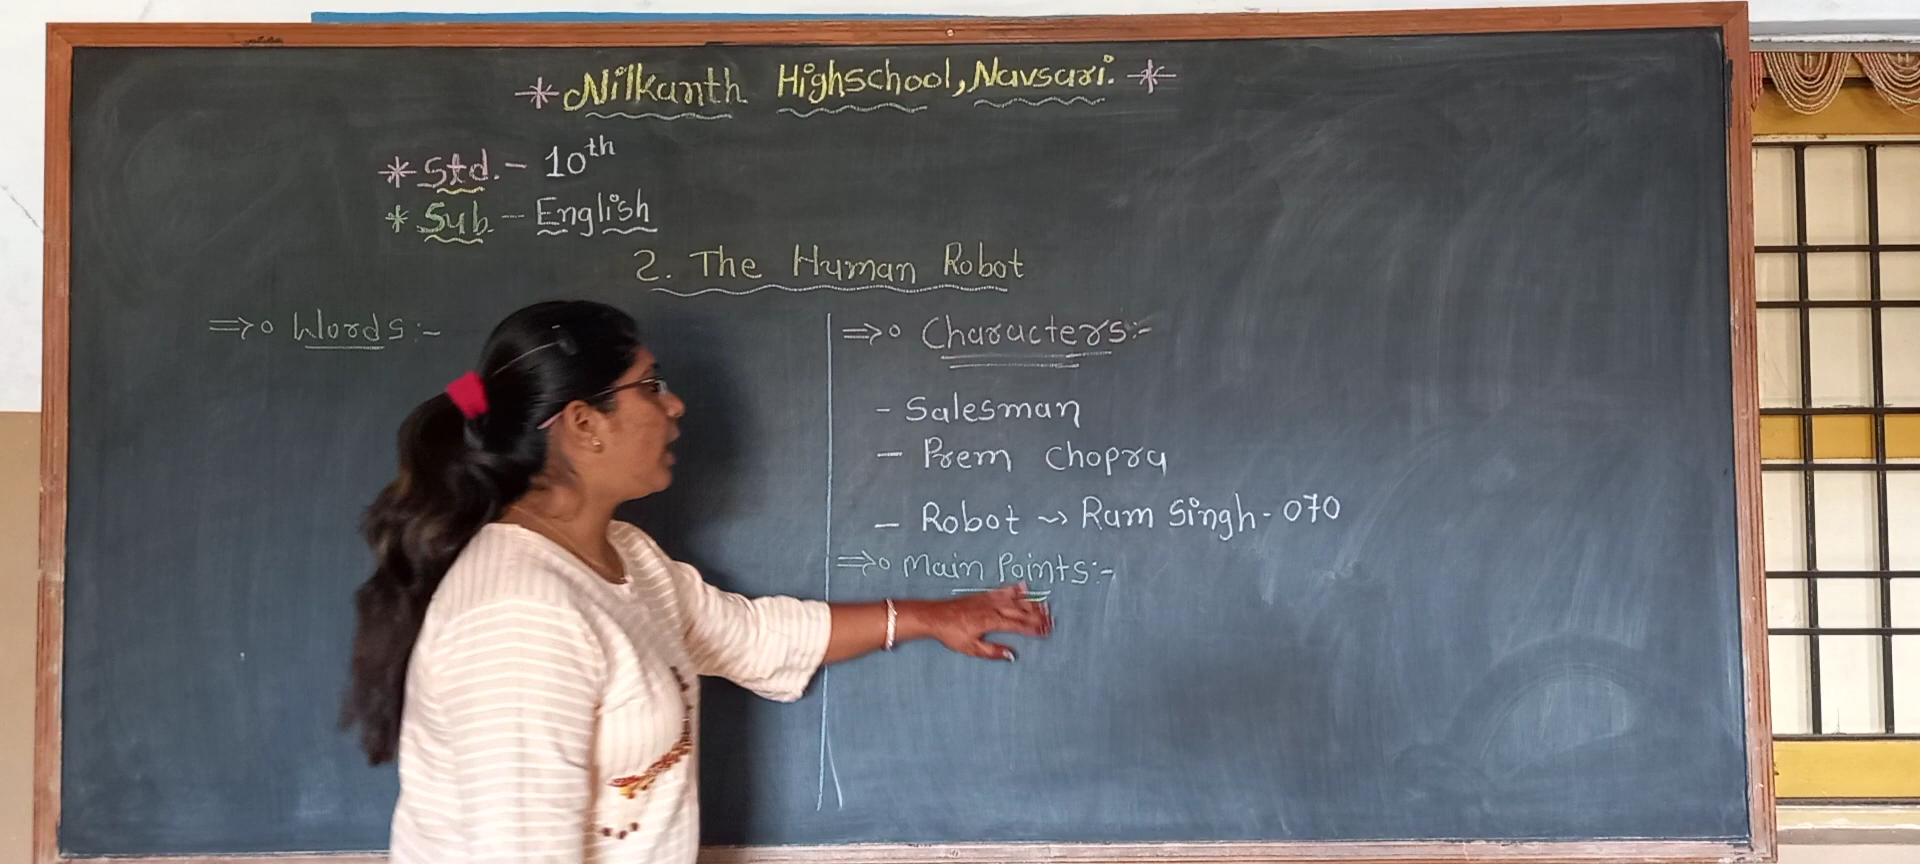 * Nilkanth Highschool, Navsari. *
* Std. - 10th
* Sub - English
2. The Human Robot
⇒ Words :-
⇒ Characters :-
- Salesman
- Prem Chopra
- Robot → Ram Singh - 070
⇒ Main Points :-